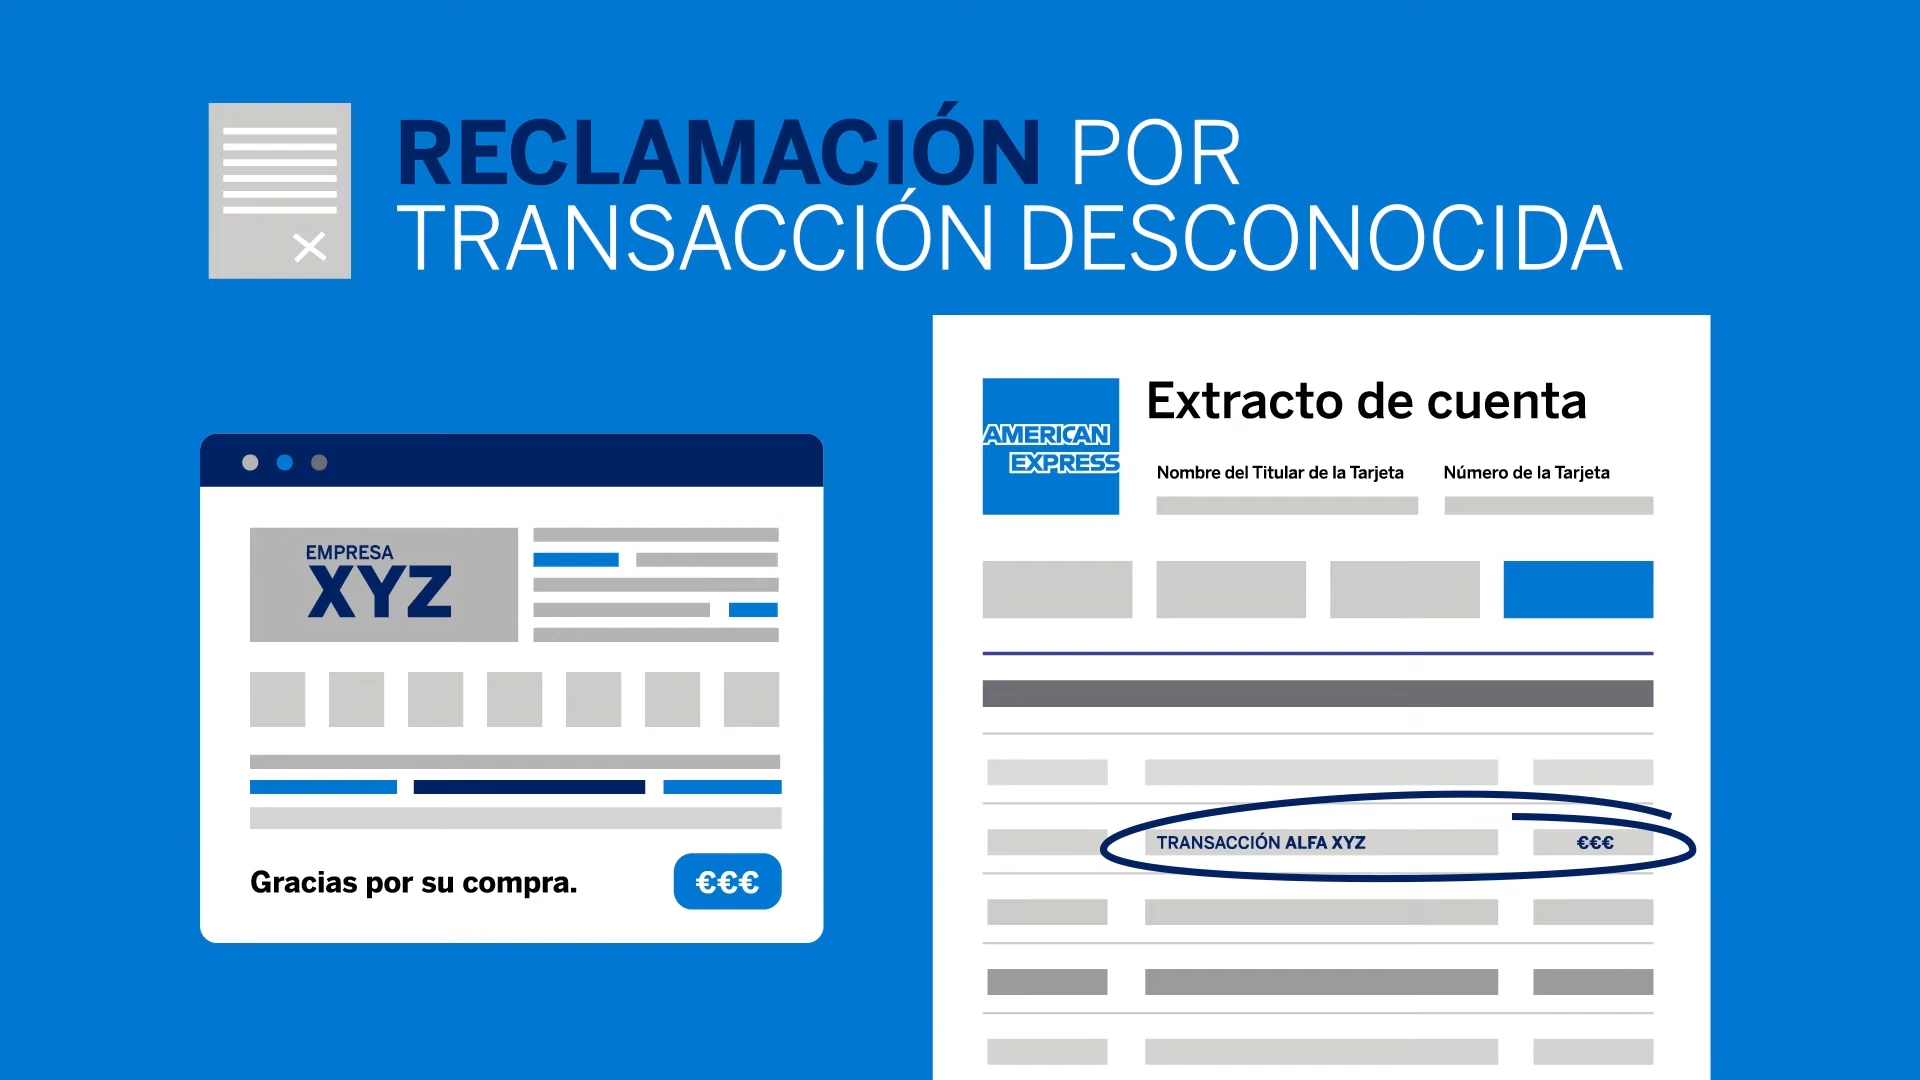 RECLAMACIÓN POR
TRANSACCIÓN DESCONOCIDA
EMPRESA
XYZ
Gracias por su compra.
€€€
AMERICAN
EXPRESS
Extracto de cuenta
Nombre del Titular de la Tarjeta
Número de la Tarjeta
TRANSACCIÓN ALFA XYZ
€€€